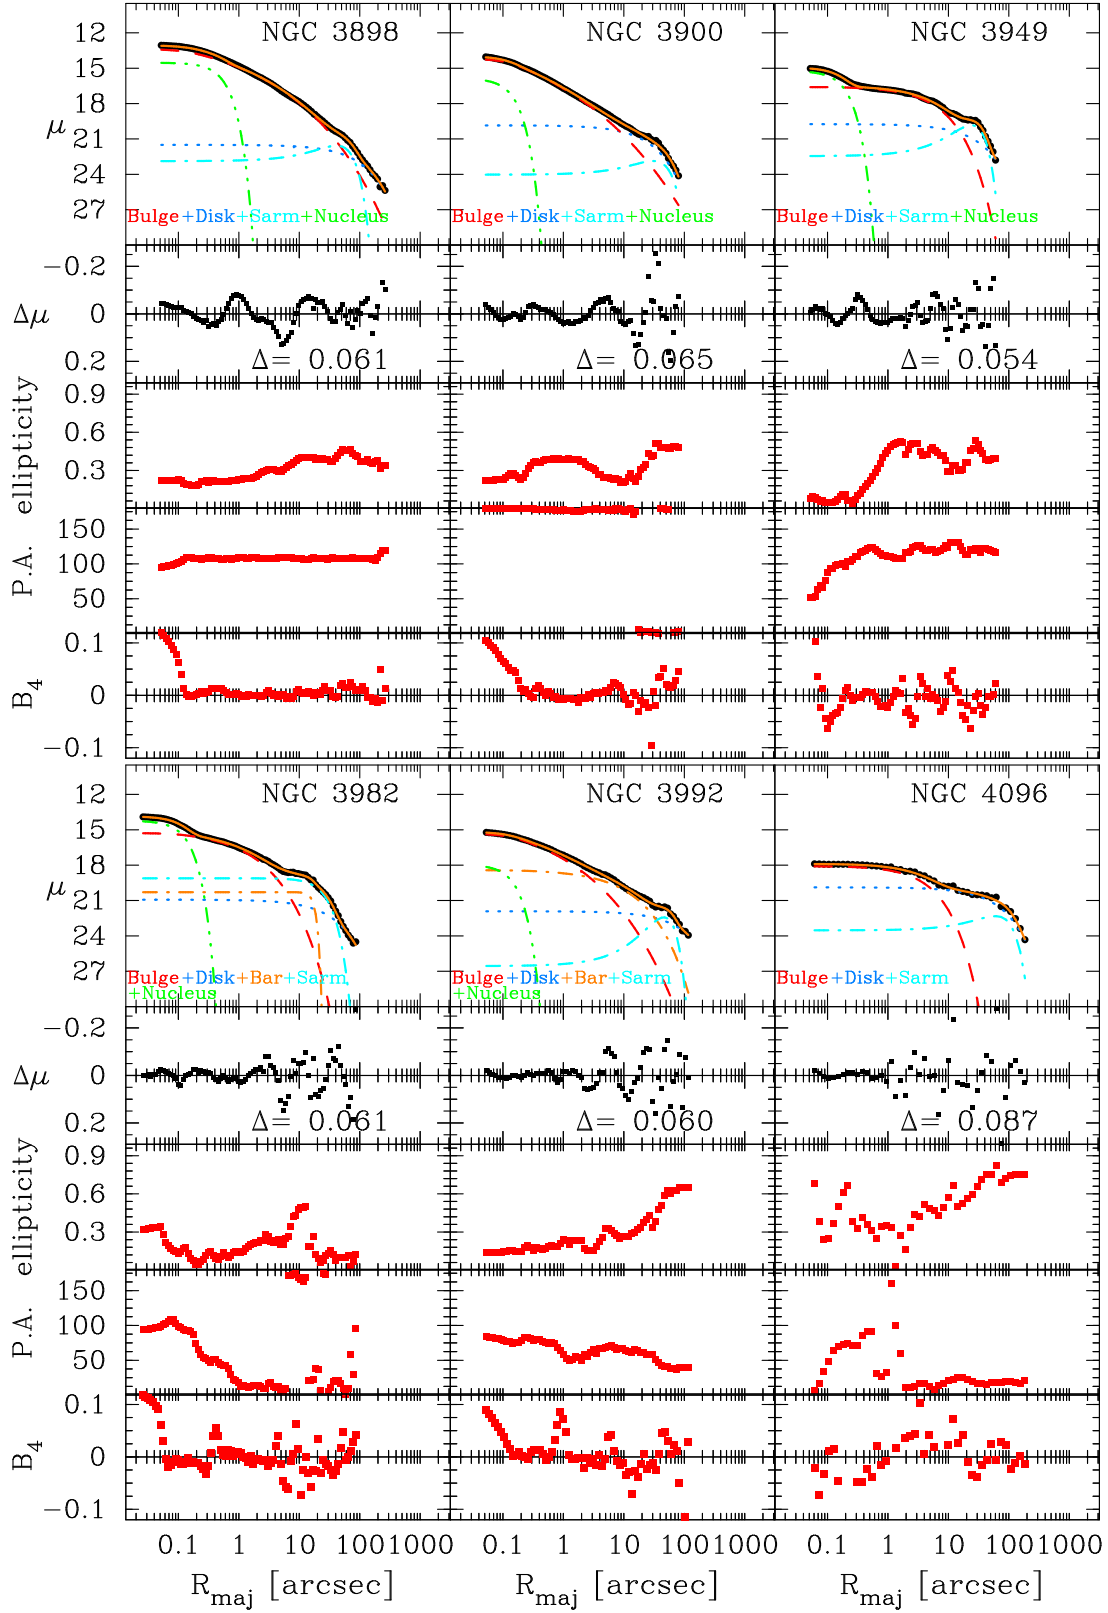 NGC 3898 NGC 3900 NGC 3949
12
15
18
μ
21
24
27
Bulge+Disk+Sarm+Nucleus Bulge+Disk+Sarm+Nucleus Bulge+Disk+Sarm+Nucleus
−0.2
Δμ 0
0.2
Δ= 0.061 Δ= 0.065 Δ= 0.054
ellipticity
0.9
0.6
0.3
P.A.
150
100
50
B4
0.1
0
−0.1
NGC 3982 NGC 3992 NGC 4096
12
15
18
μ
21
24
27
Bulge+Disk+Bar+Sarm Bulge+Disk+Bar+Sarm Bulge+Disk+Sarm
+Nucleus +Nucleus
−0.2
Δμ 0
0.2
Δ= 0.061 Δ= 0.060 Δ= 0.087
ellipticity
0.9
0.6
0.3
P.A.
150
100
50
B4
0.1
0
−0.1
0.1 1 10 100 1000 0.1 1 10 100 1000 0.1 1 10 100 1000
Rmaj [arcsec] Rmaj [arcsec] Rmaj [arcsec]